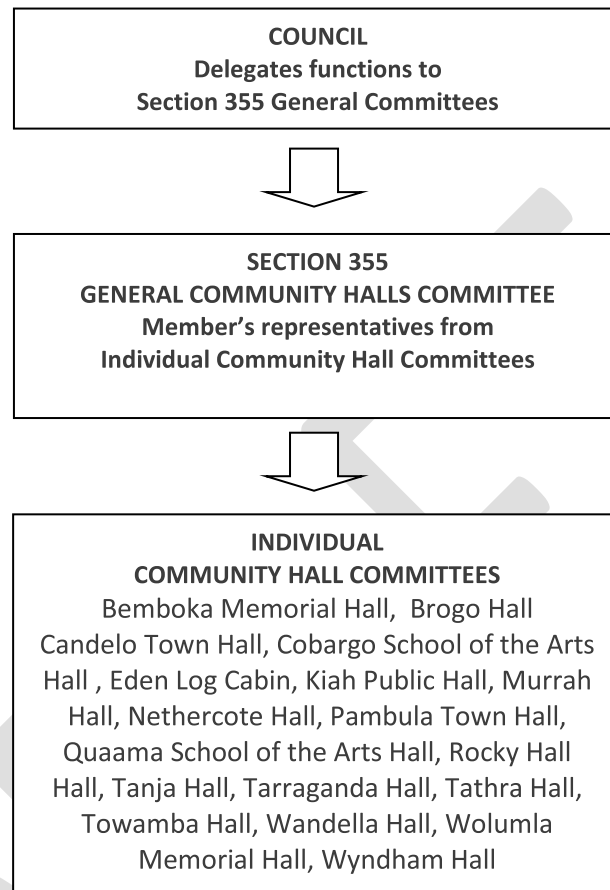 COUNCIL
Delegates functions to
Section 355 General Committees
SECTION 355
GENERAL COMMUNITY HALLS COMMITTEE
Member's representatives from
Individual Community Hall Committees
INDIVIDUAL
COMMUNITY HALL COMMITTEES
Bemboka Memorial Hall,  Brogo Hall
Candelo Town Hall, Cobargo School of the Arts
Hall , Eden Log Cabin, Kiah Public Hall, Murrah
Hall, Nethercote Hall, Pambula Town Hall,
Quaama School of the Arts Hall, Rocky Hall
Hall, Tanja Hall, Tarraganda Hall, Tathra Hall,
Towamba Hall, Wandella Hall, Wolumla
Memorial Hall, Wyndham Hall